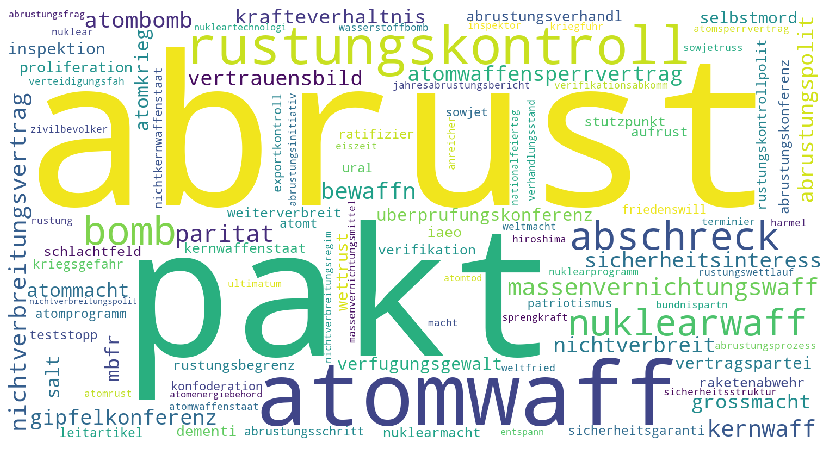 abrustungsfrag
atombomb
krafteverhaltnis
abrustungsverhandl
selbstmord
nuklear
nukleartechnologi
wasserstoffbomb
inspektor
kriegfuhr
atomsperrvertrag
inspektion
rustungskontroll
sowjetruss
proliferation
vertrauensbild
atomwaffensperrvertrag
verteidigungsfah
jahresabrustungsbericht
verifikationsabkomm
atomkrieg
nichtkernwaffenstaat
abrust
zivilbevolker
exportkontroll
abrustungsinitiativ
ratifizier
eiszeit
sowjet
anreicher
nationalfeiertag
verhandlungsstand
stutzpunkt
aufrust
rustungskontrollpolit
abrustungskonferenz
abrustungspolit
ural
bewaffn
nichtverbreitungsvertrag
rustung
weiterverbreit
uberprufungskonferenz
friedenswill
atomt
weltmacht
terminier
harmel
bomb
paritat
iaeo
hiroshima
abschreck
schlachtfeld
kernwaffenstaat
verifikation
sicherheitsinteress
kriegsgefahr
nichtverbreitungsregim
wettrust
massenvernichtungsmittel
atomtod
nuklearprogramm
rustungswettlauf
atommacht
ultimatum
pakt
massenvernichtungswaff
nichtverbreitungspolit
patriotismus
bundnispartn
atomprogramm
sprengkraft
teststopp
mbfr
macht
nuklearwaff
salt
nichtverbreit
abrustungsprozess
rustungsbegrenz
verfugungsgewalt
weltfried
vertragspartei
atomrust
konfoderation
atomenergiebehord
atomwaff
raketenabwehr
sicherheitsstruktur
atomwaffenstaat
grossmacht
gipfelkonferenz
kernwaff
leitartikel
dementi
abrustungsschritt
nuklearmacht
entspann
sicherheitsgaranti